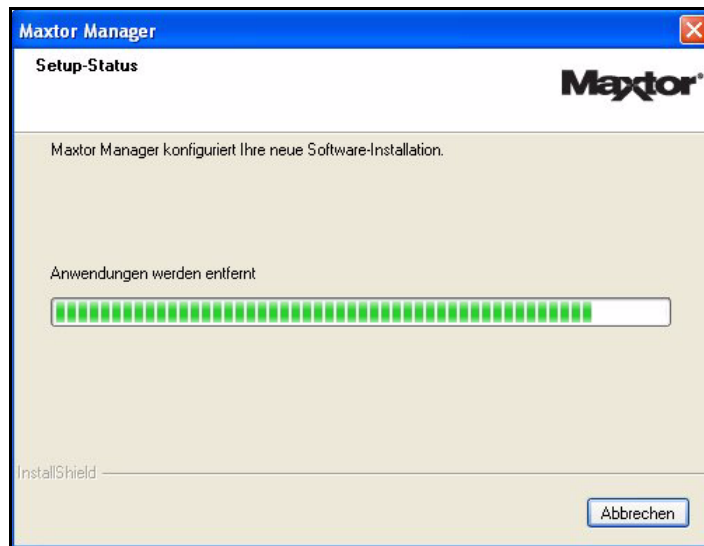 Maxtor Manager
Setup-Status
Maxtor®
Maxtor Manager konfiguriert Ihre neue Software-Installation.
Anwendungen werden entfernt
InstallShield
Abbrechen